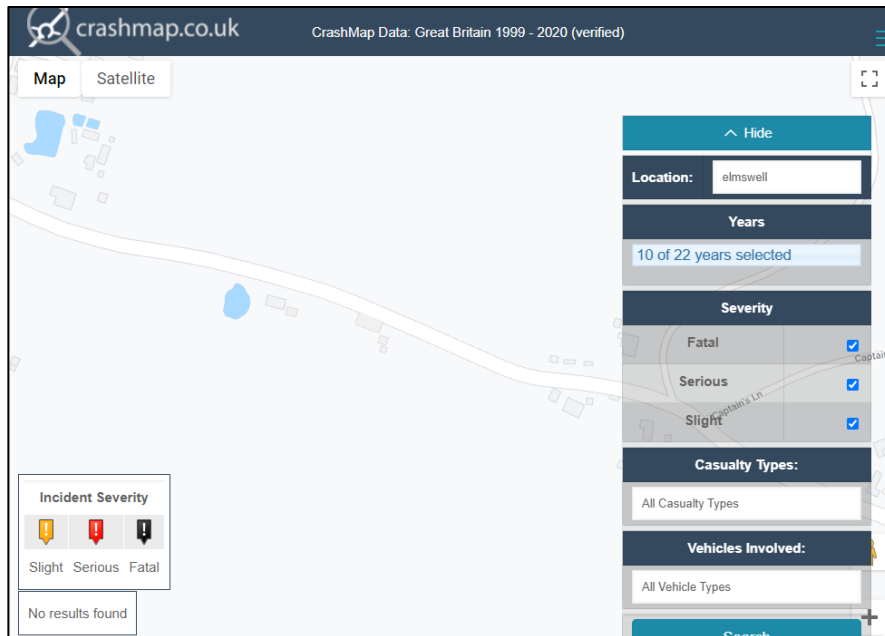 crashmap.co.uk
CrashMap Data: Great Britain 1999 - 2020 (verified)
Map
Satellite
Hide
Location:
elmswell
Years
10 of 22 years selected
Severity
Fatal
Serious
Captain's Ln
Slight
Casualty Types:
All Casualty Types
Vehicles Involved:
All Vehicle Types
Search
Incident Severity
! ! !
Slight Serious Fatal
No results found